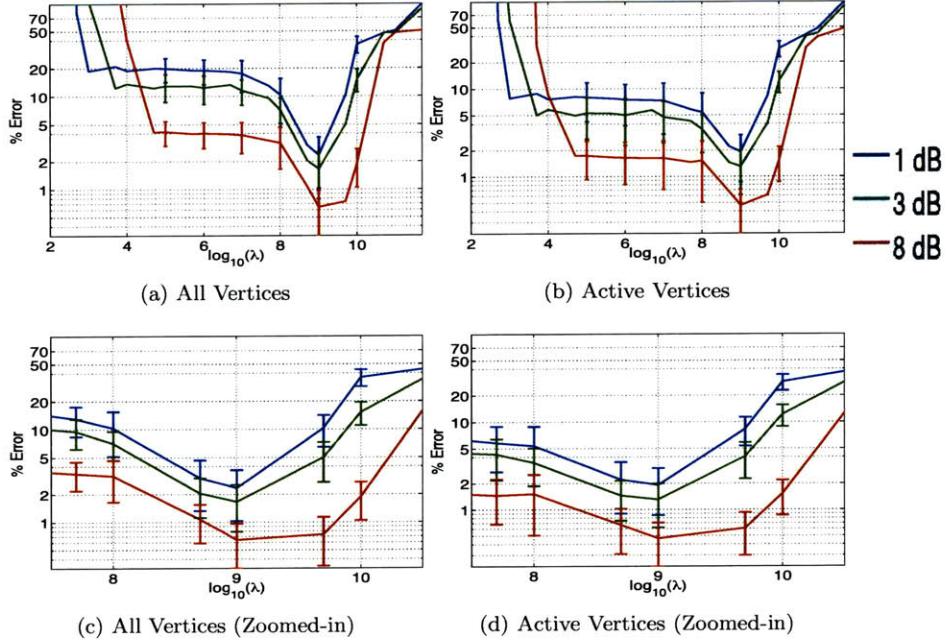 % Error
70
50
20
10
5
2
1
2
4
6
8
10
log10(λ)
(a) All Vertices
% Error
70
50
20
10
5
2
1
2
4
6
8
10
log10(λ)
(b) Active Vertices
1 dB
3 dB
8 dB
% Error
70
50
20
10
5
2
1
8
9
10
log10(λ)
(c) All Vertices (Zoomed-in)
% Error
70
50
20
10
5
2
1
8
9
10
log10(λ)
(d) Active Vertices (Zoomed-in)